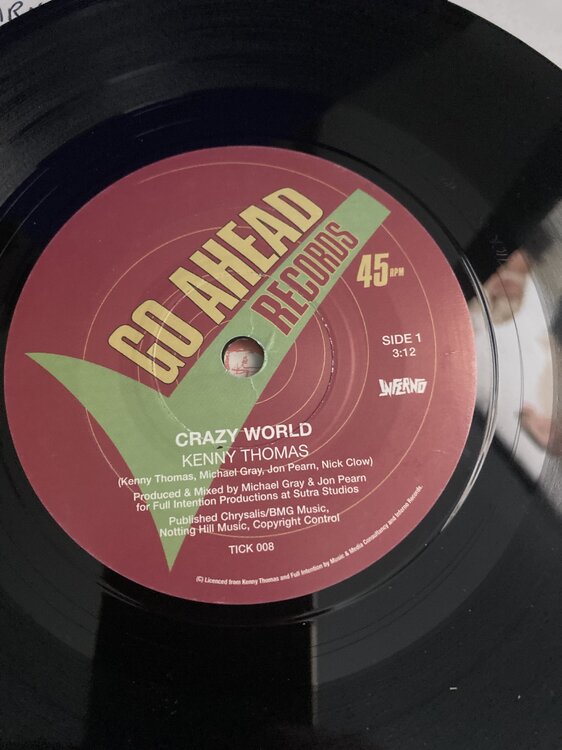 GO AHEAD
RECORDS
45 RPM
SIDE 1
3:12
INFERNO
CRAZY WORLD
KENNY THOMAS
(Kenny Thomas, Michael Gray, Jon Pearn, Nick Clow)
Produced & Mixed by Michael Gray & Jon Pearn
for Full Intention Productions at Sutra Studios
Published Chrysalis/BMG Music,
Notting Hill Music, Copyright Control
TICK 008
(C) Licenced from Kenny Thomas and Full Intention by Music & Media Consultancy and Inferno Records.